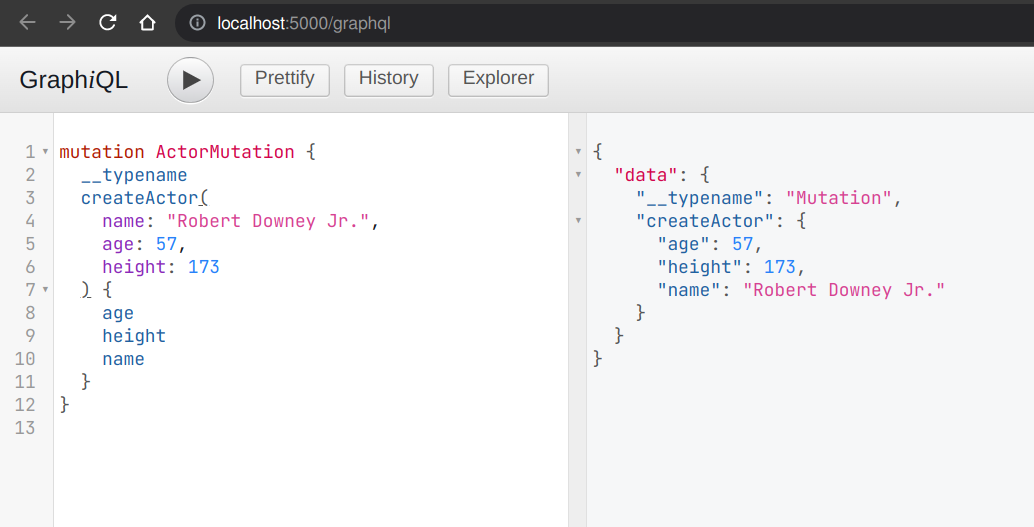 localhost:5000/graphql
GraphiQL Prettify History Explorer
1 mutation ActorMutation {
2 __typename
3 createActor(
4 name: "Robert Downey Jr.",
5 age: 57,
6 height: 173
7 ) {
8 age
9 height
10 name
11 }
12 }
13
{
"data": {
"__typename": "Mutation",
"createActor": {
"age": 57,
"height": 173,
"name": "Robert Downey Jr."
}
}
}